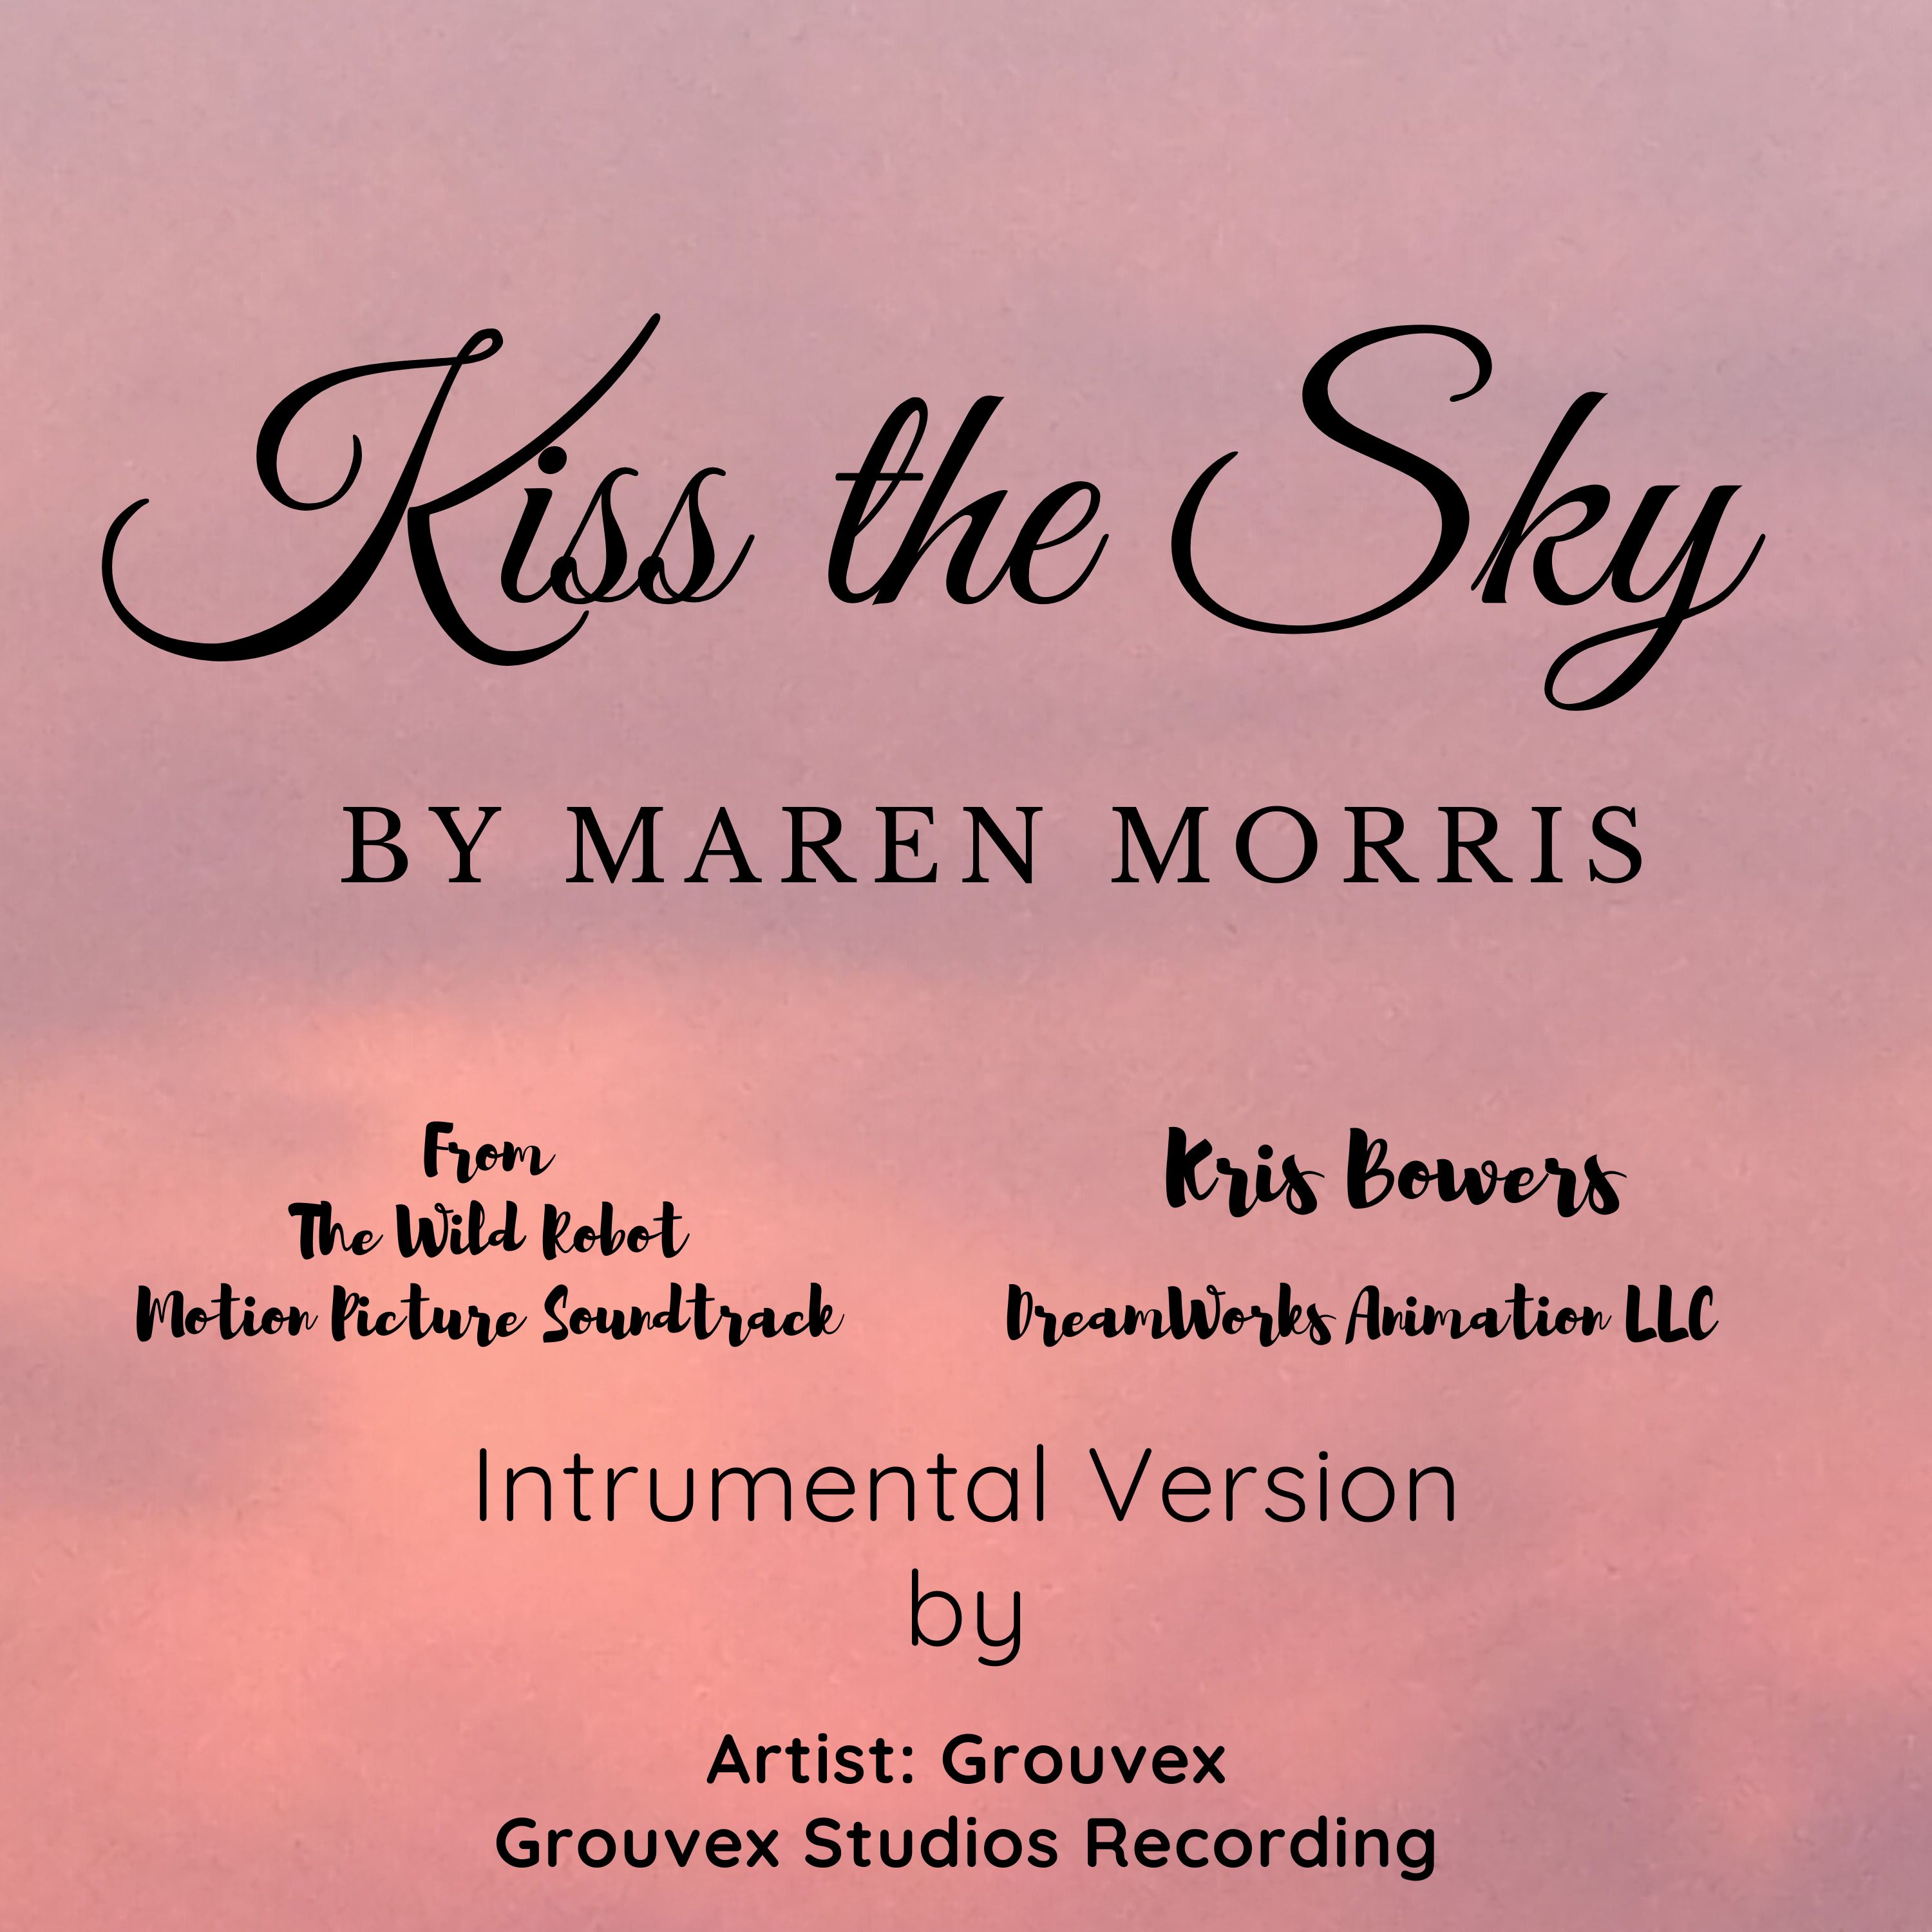 Kiss the Sky
BY MAREN MORRIS
From
The Wild Robot
Motion Picture Soundtrack
Kris Bowers
DreamWorks Animation LLC
Intrumental Version
by
Artist: Grouvex
Grouvex Studios Recording